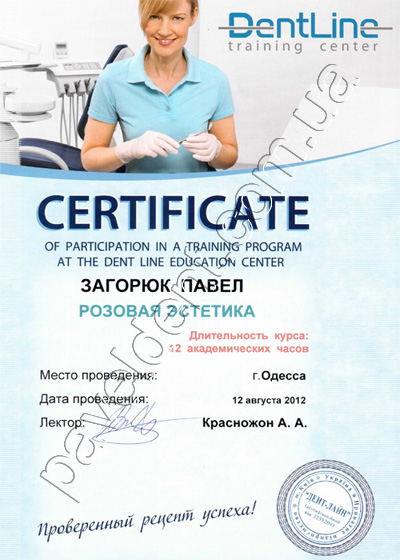 DentLine
training center
CERTIFICATE
OF PARTICIPATION IN A TRAINING PROGRAM
AT THE DENT LINE EDUCATION CENTER
ЗАГОРЮК ПАВЕЛ
РОЗОВАЯ ЭСТЕТИКА
Длительность курса:
12 академических часов
Место проведения: г.Одесса
Дата проведения: 12 августа 2012
Лектор: Красножон А. А.
Проверенный рецепт успеха!
"ДЕНТ-ЛАЙН"
paveldent.com.ua